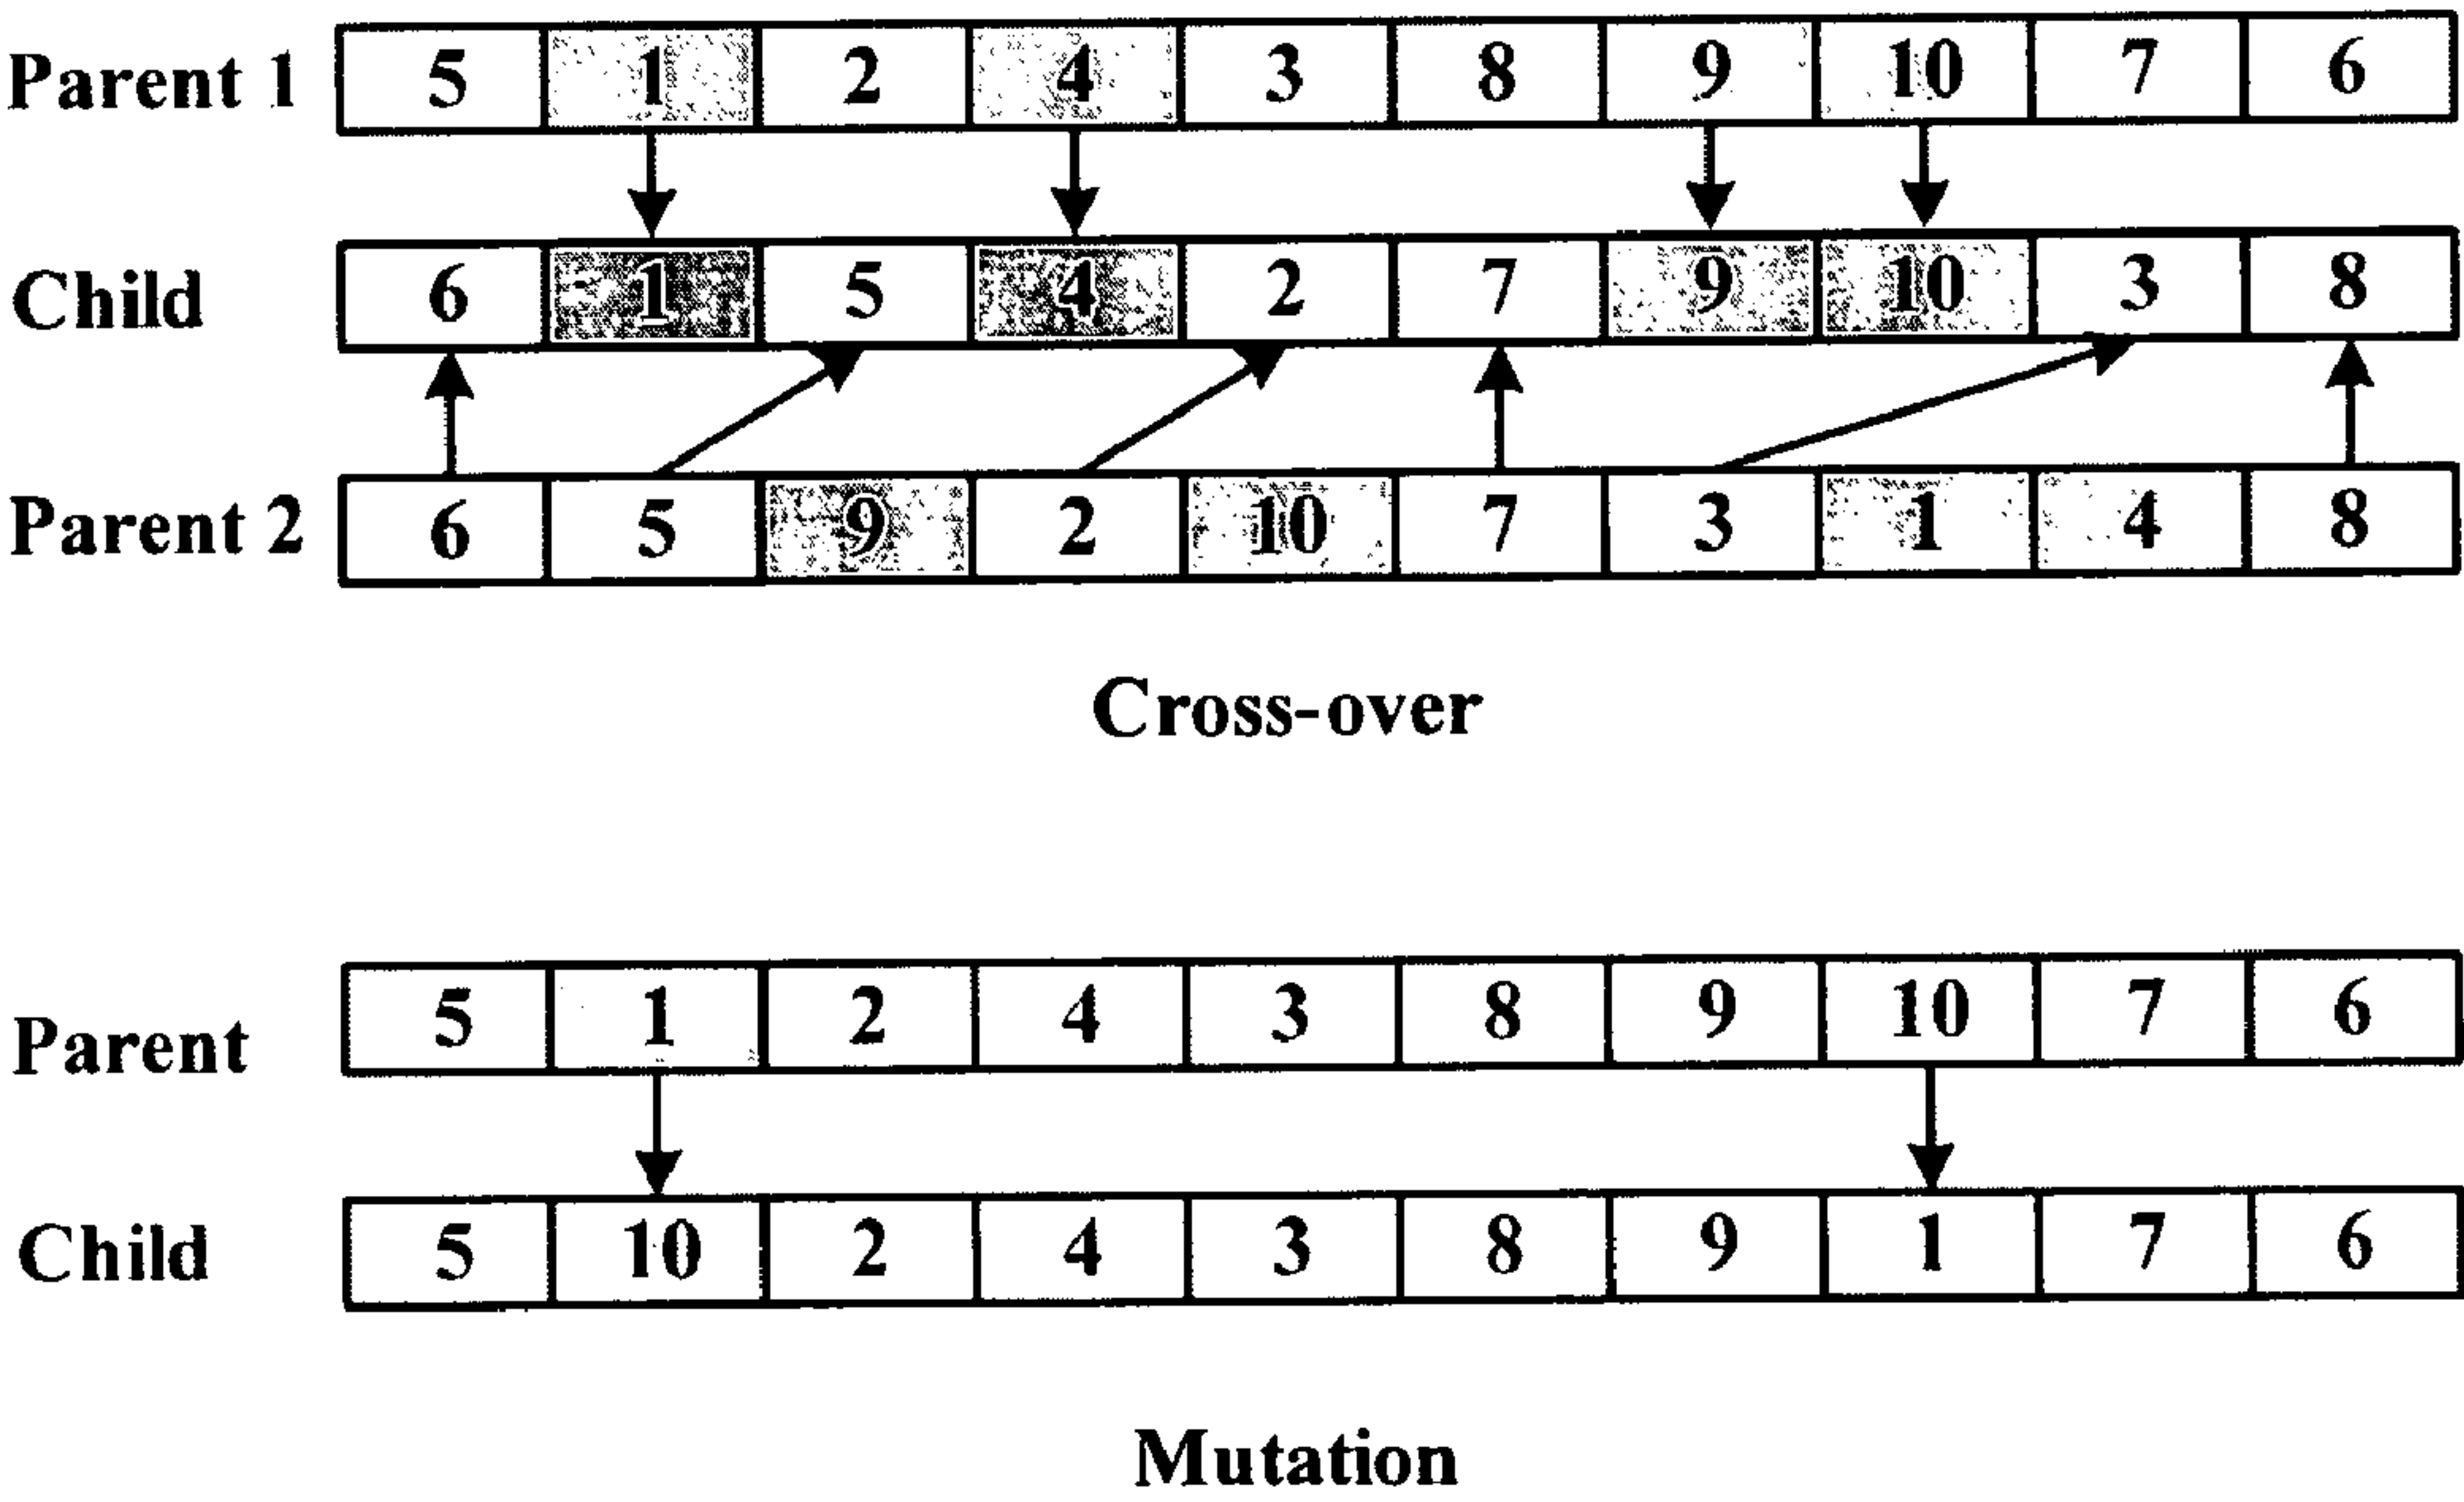 Parent 1 5 1 2 4 3 8 9 10 7 6
Child 6 1 5 4 2 7 9 10 3 8
Parent 2 6 5 9 2 10 7 3 1 4 8
Cross-over
Parent 5 1 2 4 3 8 9 10 7 6
Child 5 10 2 4 3 8 9 1 7 6
Mutation